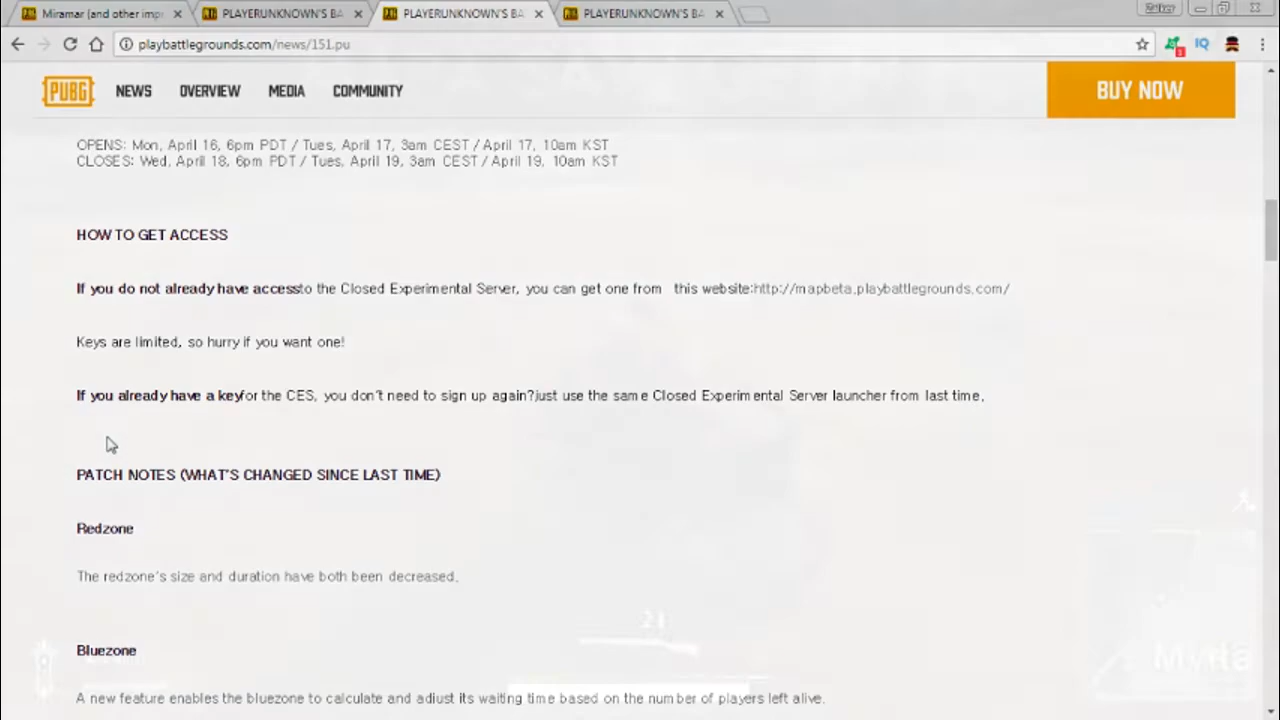 Miramar (and other imp
PLAYERUNKNOWN'S BA
PLAYERUNKNOWN'S BA
PLAYERUNKNOWN'S BA
playbattlegrounds.com/news/151.pu
PUBG
NEWS
OVERVIEW
MEDIA
COMMUNITY
BUY NOW
OPENS: Mon, April 16, 6pm PDT / Tues, April 17, 3am CEST / April 17, 10am KST
CLOSES: Wed, April 18, 6pm PDT / Tues, April 19, 3am CEST / April 19, 10am KST
HOW TO GET ACCESS
If you do not already have accessto the Closed Experimental Server, you can get one from this website:http://mapbeta.playbattlegrounds.com/
Keys are limited, so hurry if you want one!
If you already have a keyfor the CES, you don't need to sign up again?just use the same Closed Experimental Server launcher from last time.
PATCH NOTES (WHAT'S CHANGED SINCE LAST TIME)
Redzone
The redzone's size and duration have both been decreased.
21
Bluezone
A new feature enables the bluezone to calculate and adjust its waiting time based on the number of players left alive.